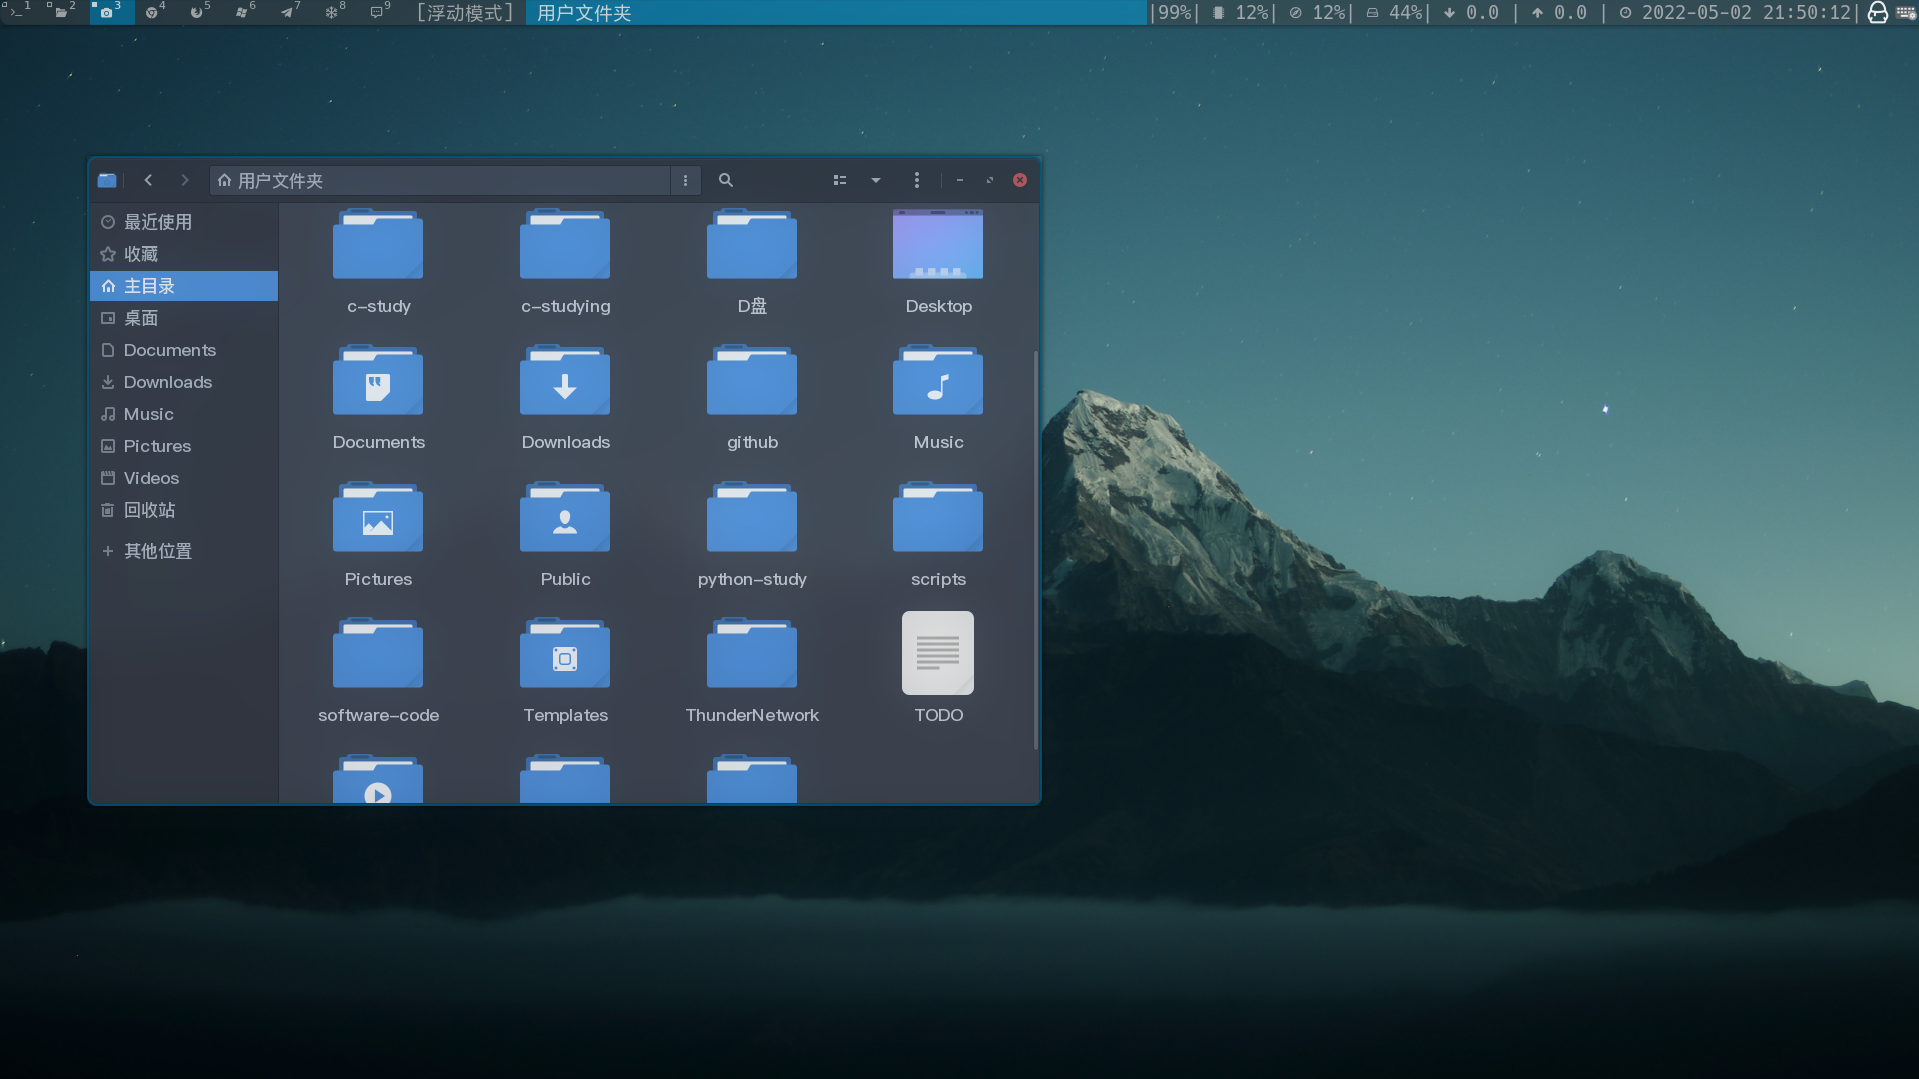 1 2 3 4 5 6 7 8 9 [浮动模式] 用户文件夹 |99%| 12%| 12%| 44%| 0.0 | 0.0 | 2022-05-02 21:50:12|
用户文件夹
最近使用
收藏
主目录
桌面
Documents
Downloads
Music
Pictures
Videos
回收站
其他位置
c-study c-studying D盘 Desktop
Documents Downloads github Music
Pictures Public python-study scripts
software-code Templates ThunderNetwork TODO